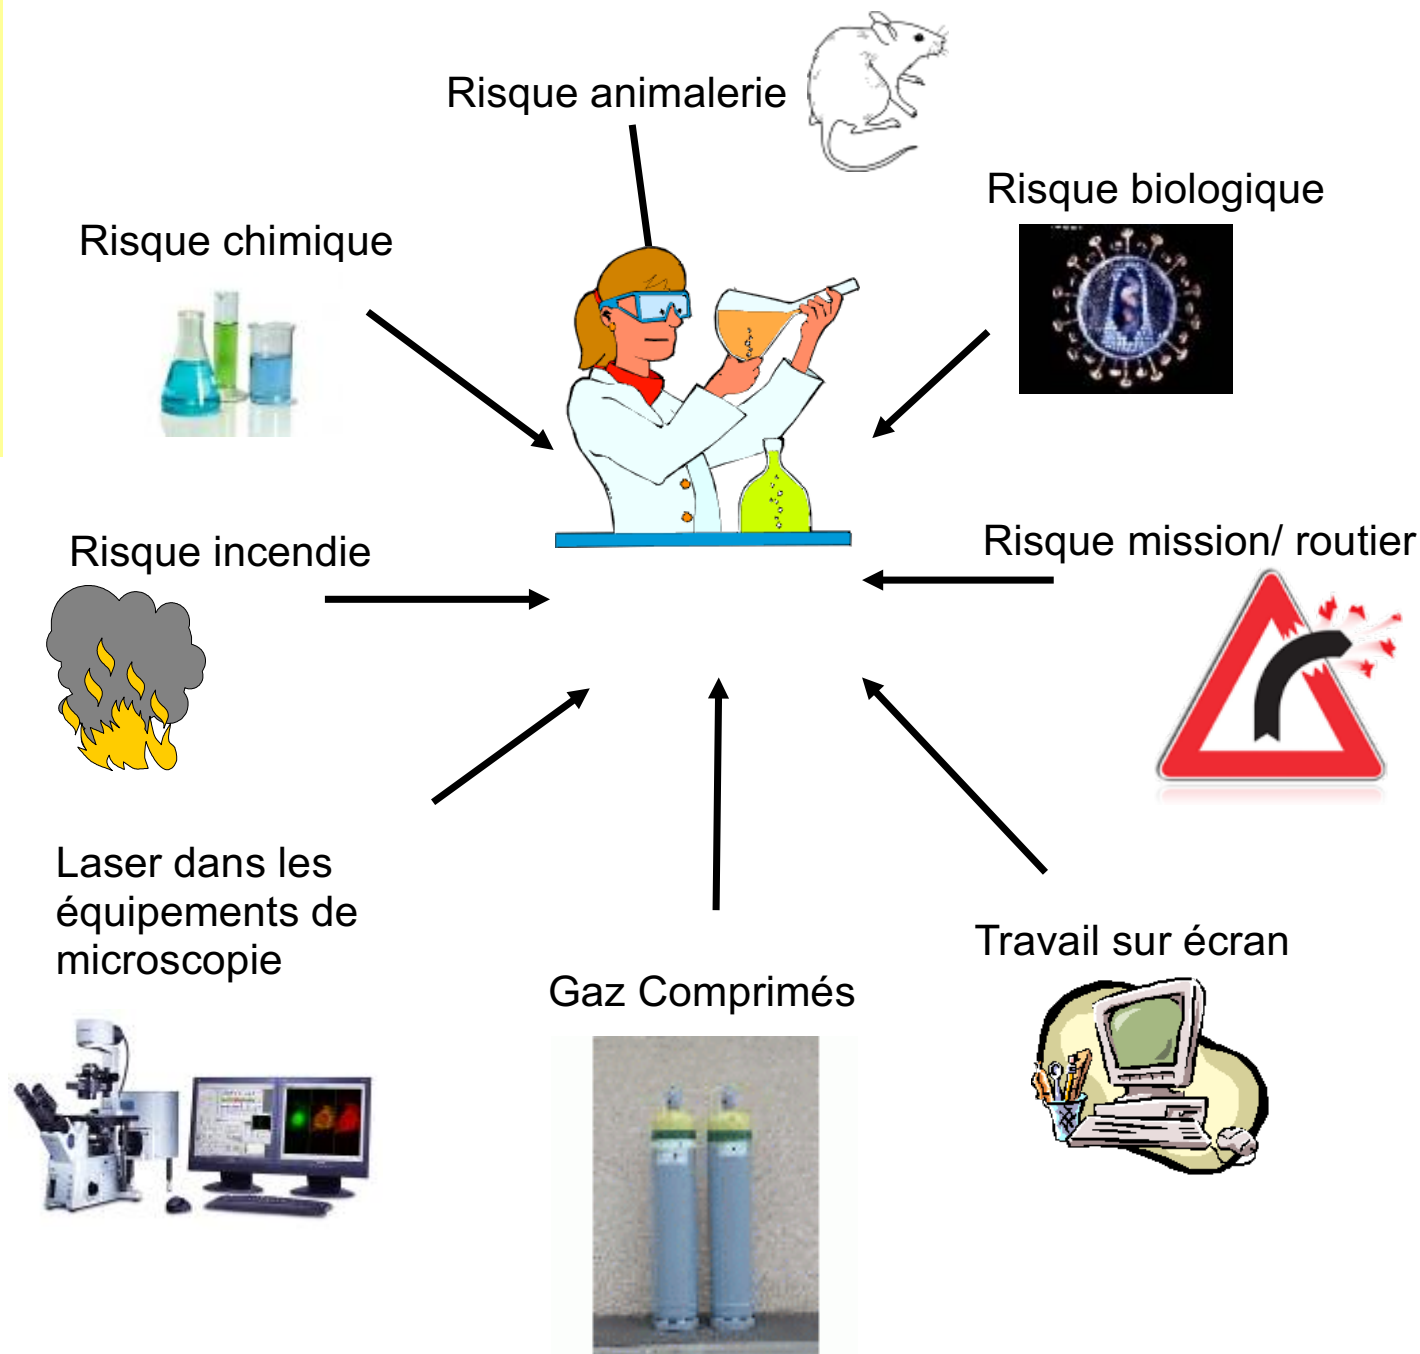 Risque animalerie
Risque biologique
Risque chimique
Risque incendie
Risque mission/ routier
Laser dans les
équipements de
microscopie
Travail sur écran
Gaz Comprimés